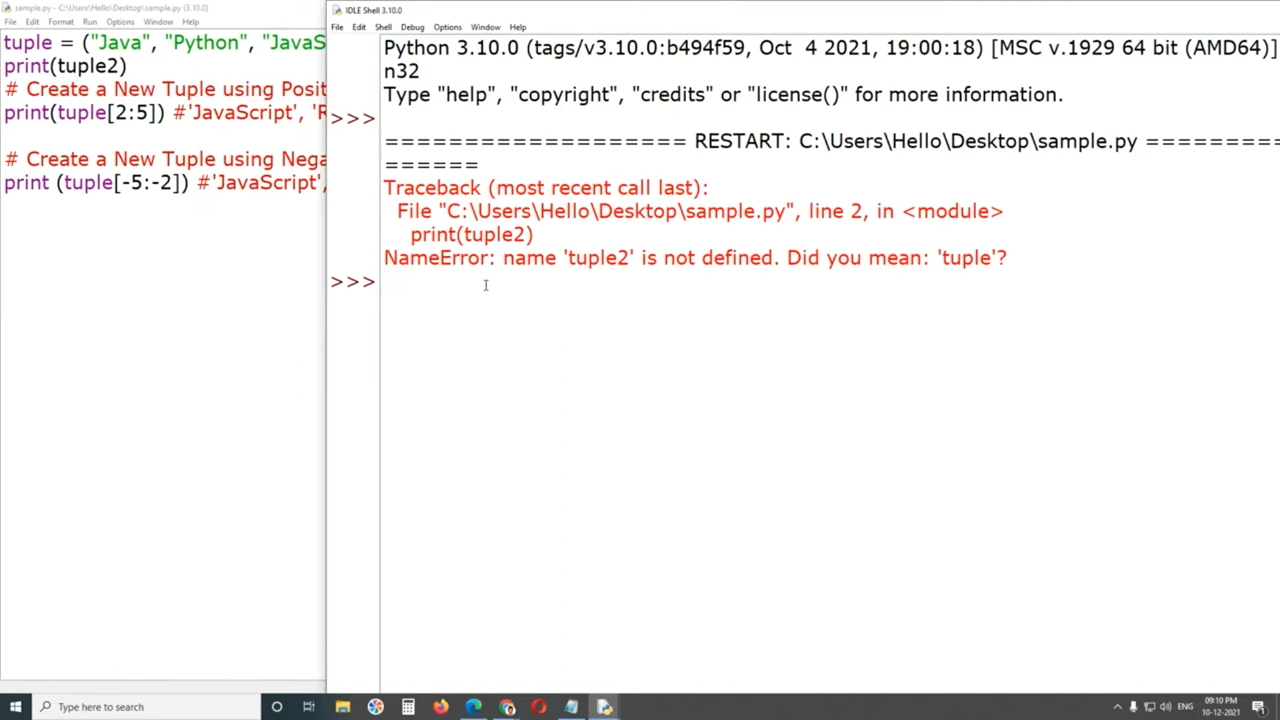 sample.py - C:\Users\Hello\Desktop\sample.py (3.10.0)
File Edit Format Run Options Window Help
tuple = ("Java", "Python", "JavaS
print(tuple2)
# Create a New Tuple using Posit
print(tuple[2:5]) #'JavaScript', 'R
# Create a New Tuple using Nega
print (tuple[-5:-2]) #'JavaScript',
IDLE Shell 3.10.0
File Edit Shell Debug Options Window Help
Python 3.10.0 (tags/v3.10.0:b494f59, Oct  4 2021, 19:00:18) [MSC v.1929 64 bit (AMD64)]
n32
Type "help", "copyright", "credits" or "license()" for more information.
>>>
=================== RESTART: C:\Users\Hello\Desktop\sample.py ==========
======
Traceback (most recent call last):
  File "C:\Users\Hello\Desktop\sample.py", line 2, in <module>
    print(tuple2)
NameError: name 'tuple2' is not defined. Did you mean: 'tuple'?
>>>
Type here to search
09:10 PM
10-12-2021